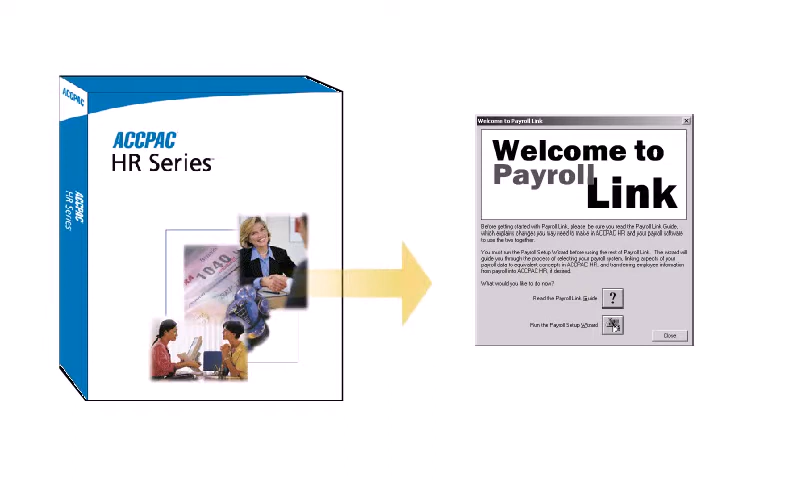 ACCPAC
ACCPAC
HR Series
ACCPAC
HR Series™
1040
Welcome to Payroll Link
Welcome to
Payroll
Link
Before getting started with Payroll Link, please be sure you read the Payroll Link Guide,
which explains changes you may need to make in ACCPAC HR and your payroll software
to use the two together.
You must run the Payroll Setup Wizard before using the rest of Payroll Link. The wizard will
guide you through the process of selecting your payroll system, linking aspects of your
payroll data to equivalent concepts in ACCPAC HR, and transferring employee information
from payroll into ACCPAC HR, if desired.
What would you like to do now?
Read the Payroll Link Guide
?
Run the Payroll Setup Wizard
Close